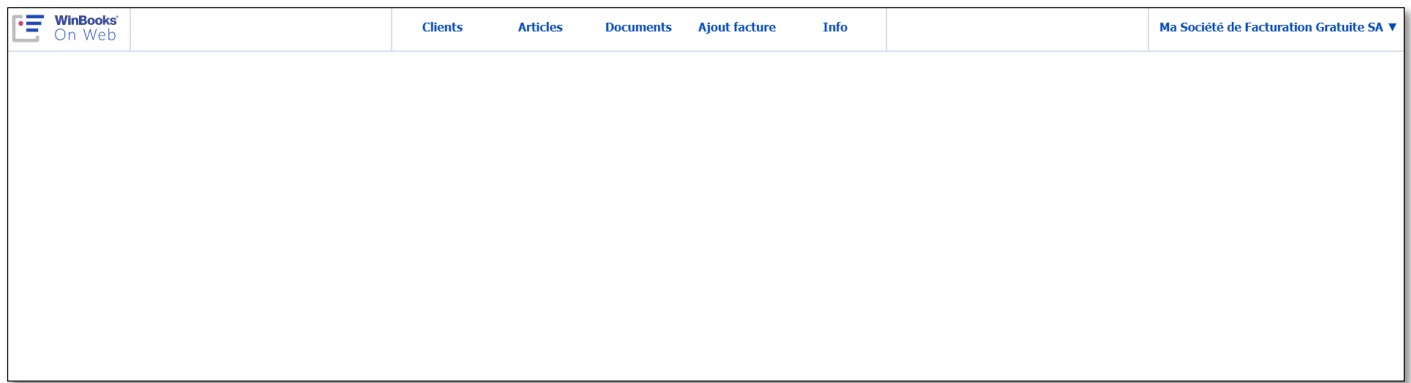 WinBooks®
On Web
Clients Articles Documents Ajout facture Info
Ma Société de Facturation Gratuite SA ▼